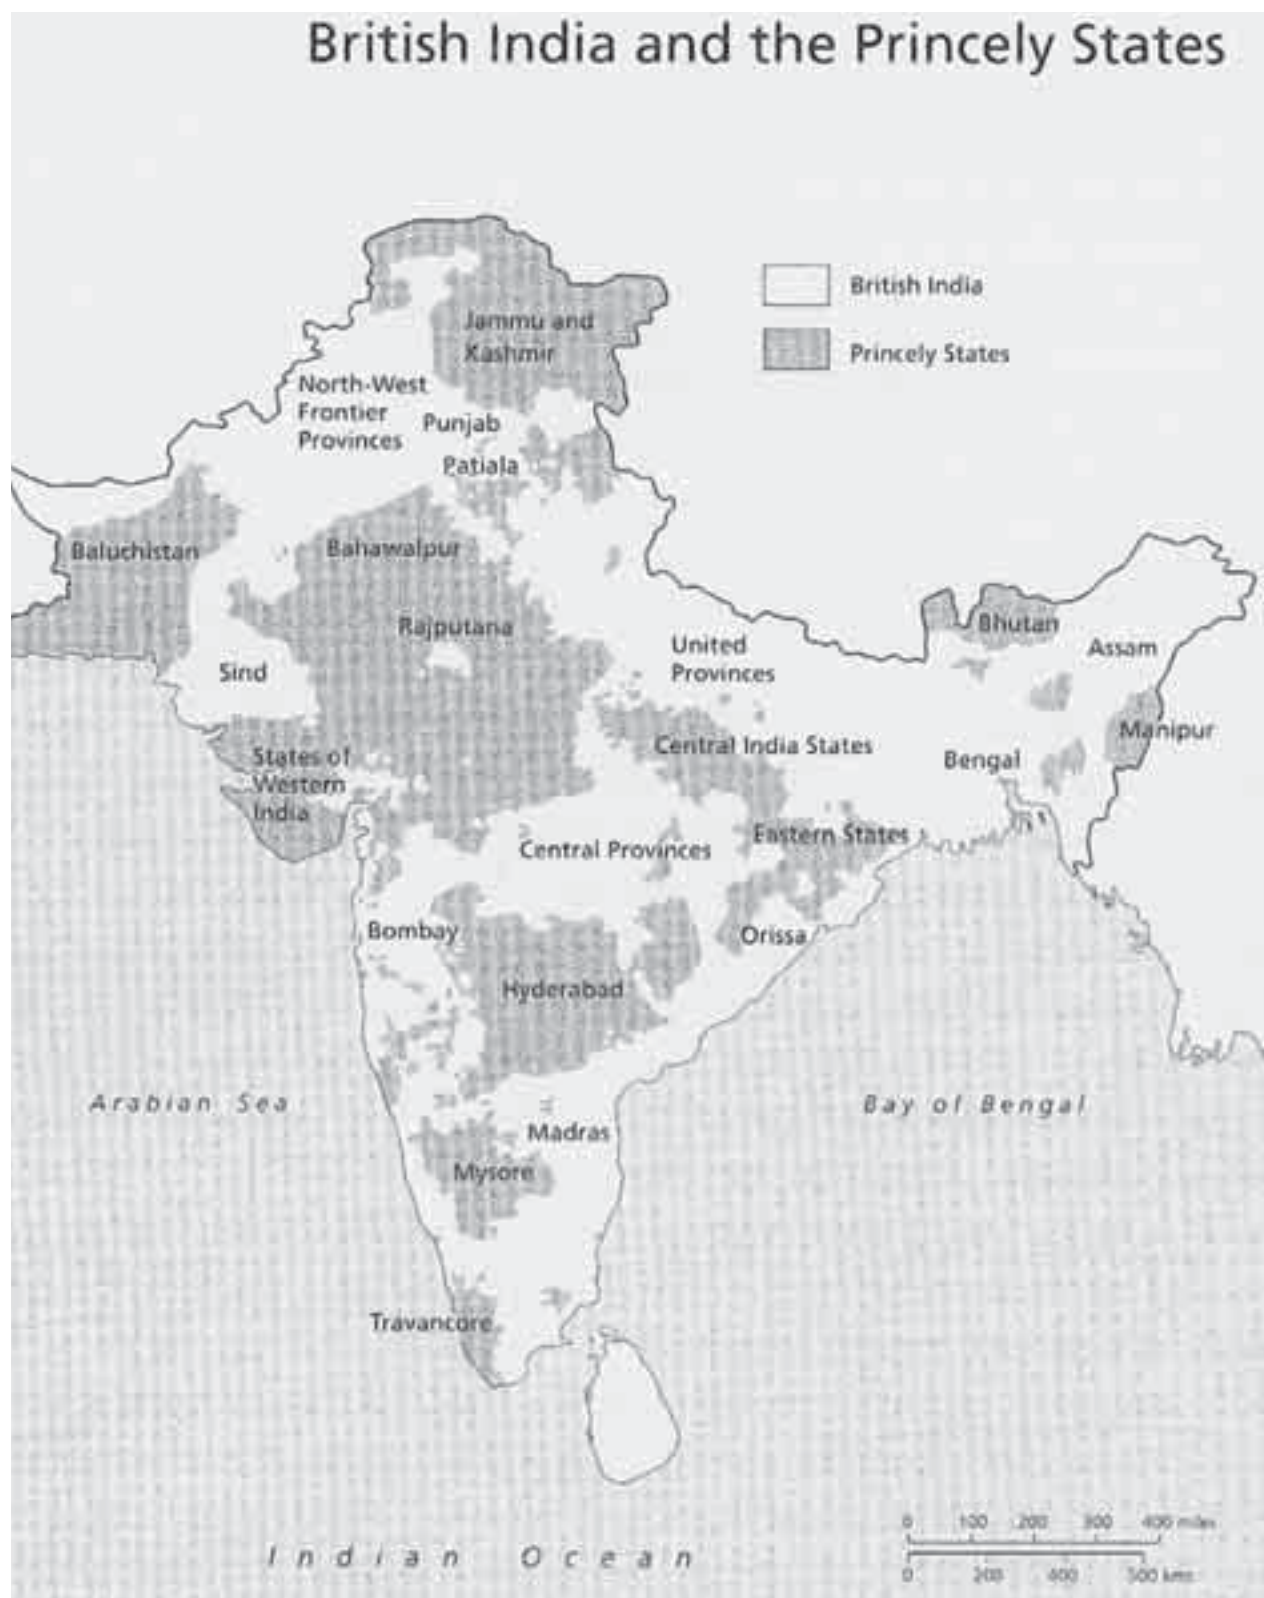 British India and the Princely States
British India
Princely States
Jammu and
Kashmir
North-West
Frontier
Provinces
Punjab
Patiala
Baluchistan
Bahawalpur
Rajputana
Sind
United
Provinces
Bhutan
Assam
Manipur
Bengal
Central India States
States of
Western
India
Eastern States
Central Provinces
Bombay
Orissa
Hyderabad
Arabian Sea
Bay of Bengal
Madras
Mysore
Travancore
Indian Ocean
0 100 200 300 400 miles
0 200 400 500 kms